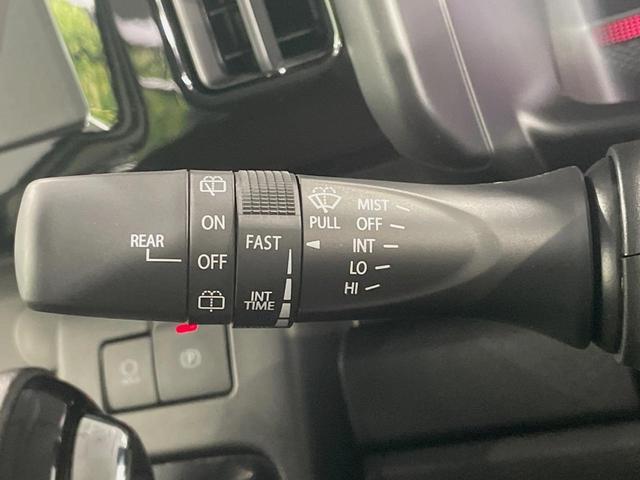 REAR
ON
OFF
FAST
INT
TIME
PULL
MIST
OFF
INT
LO
HI
P